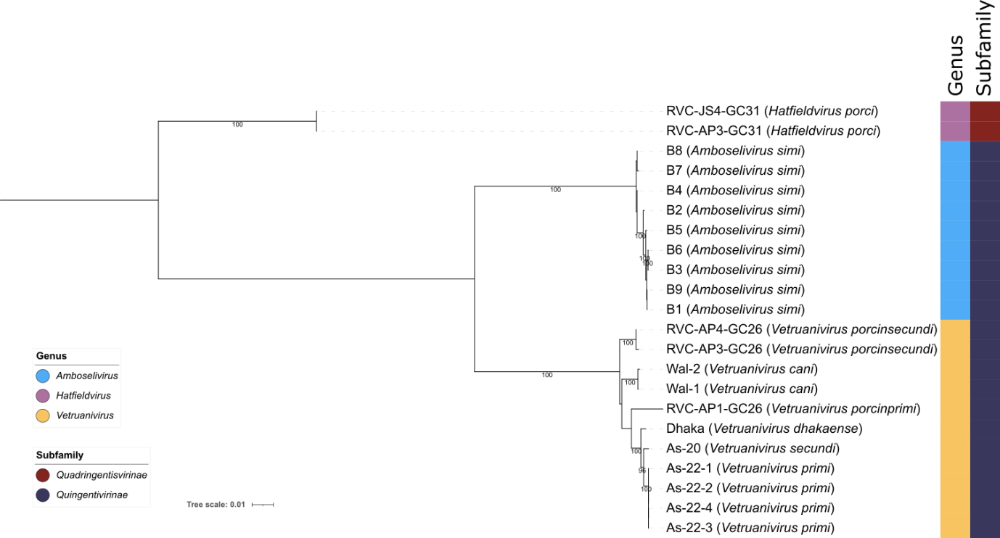 Genus
Subfamily
100
RVC-JS4-GC31 (Hatfieldvirus porci)
RVC-AP3-GC31 (Hatfieldvirus porci)
B8 (Amboselivirus simi)
B7 (Amboselivirus simi)
100
B4 (Amboselivirus simi)
B2 (Amboselivirus simi)
B5 (Amboselivirus simi)
100
B6 (Amboselivirus simi)
100
100
B3 (Amboselivirus simi)
B9 (Amboselivirus simi)
B1 (Amboselivirus simi)
RVC-AP4-GC26 (Vetruanivirus porcinsecundi)
100
RVC-AP3-GC26 (Vetruanivirus porcinsecundi)
Wal-2 (Vetruanivirus cani)
100
100
Wal-1 (Vetruanivirus cani)
RVC-AP1-GC26 (Vetruanivirus porcinprimi)
Dhaka (Vetruanivirus dhakaense)
As-20 (Vetruanivirus secundi)
100
As-22-1 (Vetruanivirus primi)
As-22-2 (Vetruanivirus primi)
100
As-22-4 (Vetruanivirus primi)
As-22-3 (Vetruanivirus primi)
Genus
Amboselivirus
Hatfieldvirus
Vetruanivirus
Subfamily
Quadringentisvirinae
Quingentivirinae
Tree scale: 0.01